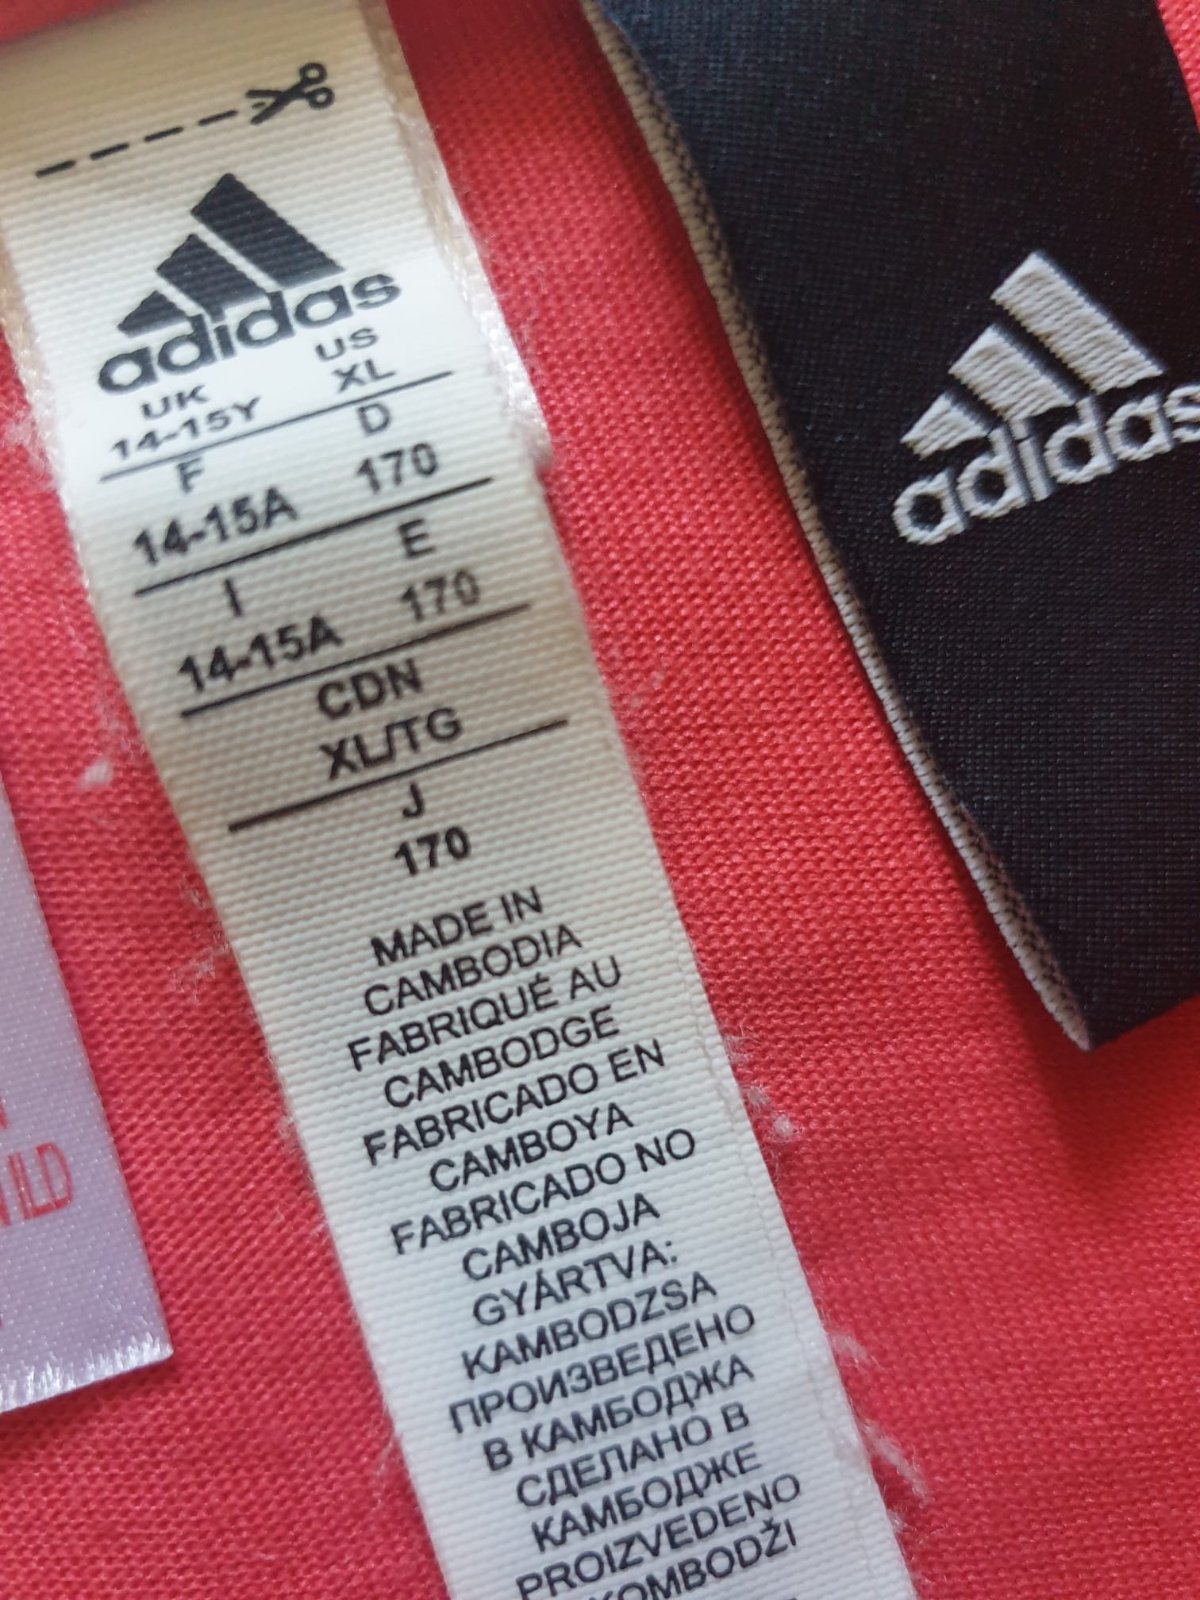 adidas
UK US
14-15Y XL
F D
14-15A 170
I E
14-15A 170
CDN
XL/TG
J
170
MADE IN
CAMBODIA
FABRIQUÉ AU
CAMBODGE
FABRICADO EN
CAMBOYA
FABRICADO NO
CAMBOJA
GYÁRTVA:
KAMBODZSA
ПРОИЗВЕДЕНО
В КАМБОДЖА
СДЕЛАНО В
КАМБОДЖЕ
PROIZVEDENO
KOMBODŽI
adidas